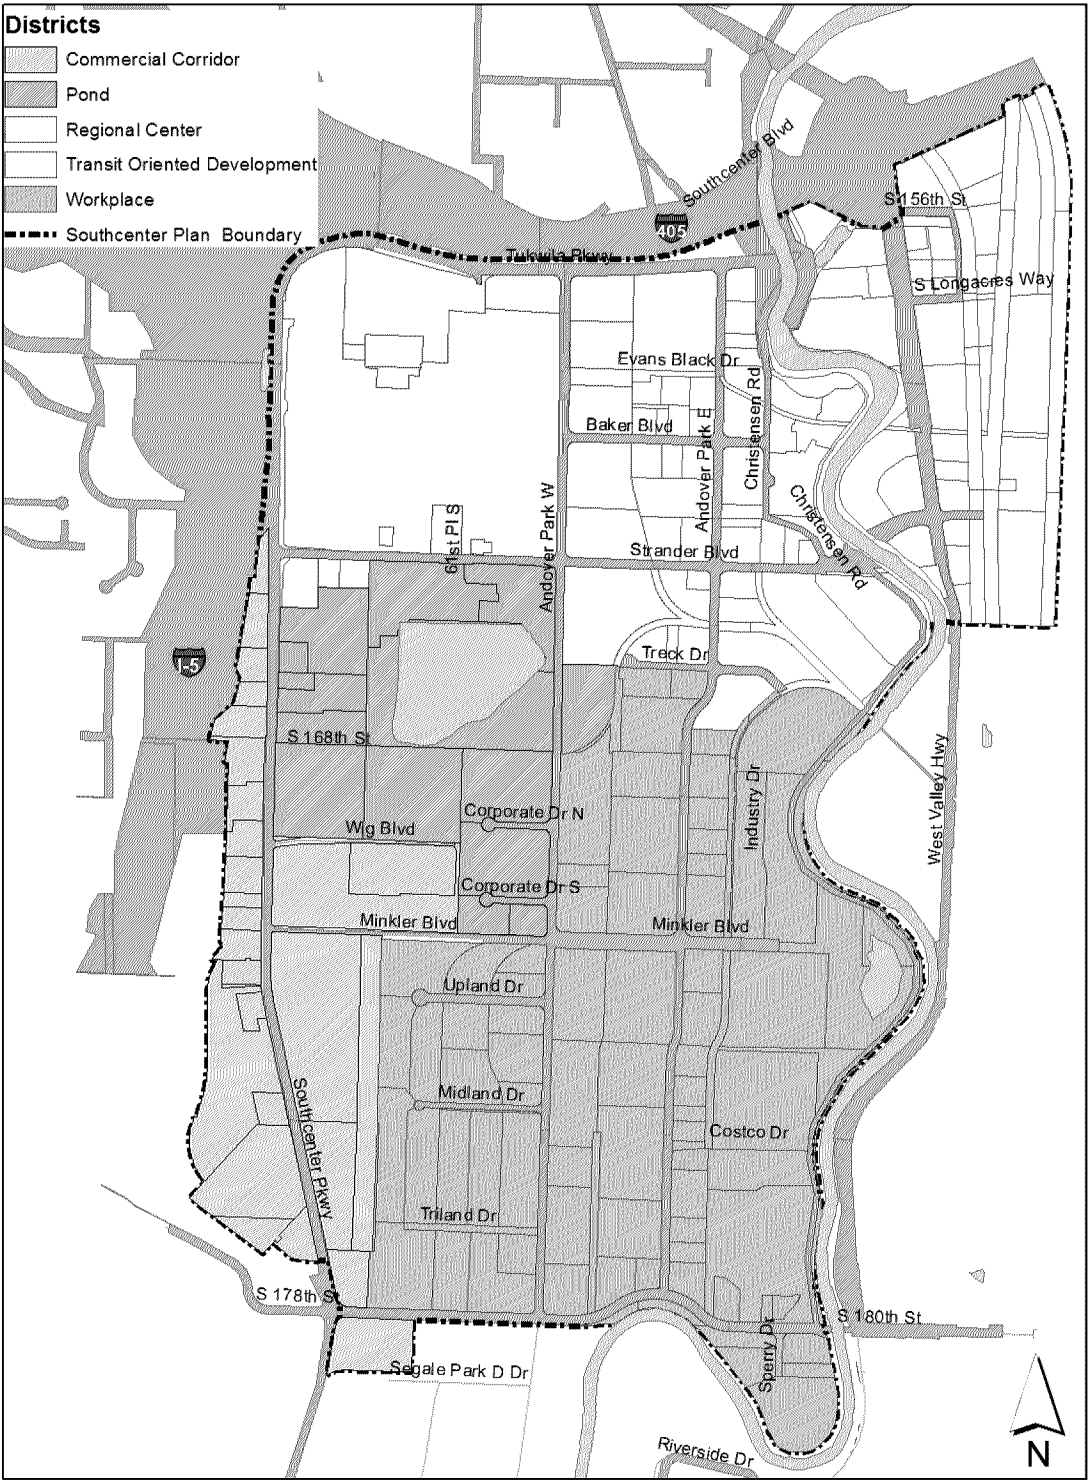 Districts
Commercial Corridor
Pond
Regional Center
Transit Oriented Development
Workplace
Southcenter Plan Boundary
Southcenter Blvd
405
S 156th St
Tukwila Pkwy
S Longacres Way
Evans Black Dr
Christensen Rd
Baker Blvd
Andover Park E
Andover Park W
61st Pl S
Christensen Rd
Strander Blvd
I-5
Treck Dr
S 168th St
West Valley Hwy
Industry Dr
Corporate Dr N
Wig Blvd
Corporate Dr S
Minkler Blvd
Minkler Blvd
Upland Dr
Midland Dr
Southcenter Pkwy
Costco Dr
Triland Dr
S 178th St
S 180th St
Sperry Dr
Segale Park D Dr
Riverside Dr
N